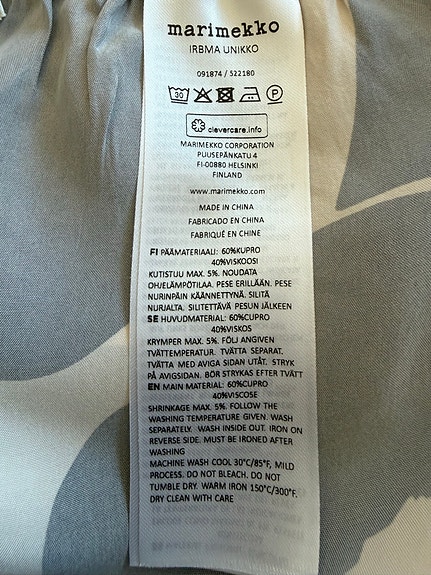 marimekko
IRBMA UNIKKO
091874 / 522180
30 P
clevercare.info
MARIMEKKO CORPORATION
PUUSEPÄNKATU 4
FI-00880 HELSINKI
FINLAND
www.marimekko.com
MADE IN CHINA
FABRICADO EN CHINA
FABRIQUÉ EN CHINE
FI PÄÄMATERIAALI: 60%KUPRO
40%VISKOOSI
KUTISTUU MAX. 5%. NOUDATA
OHJELÄMPÖTILAA. PESE ERILLÄÄN. PESE
NURINPÄIN KÄÄNNETTYNÄ. SILITÄ
NURJALTA. SILITETTÄVÄ PESUN JÄLKEEN
SE HUVUDMATERIAL: 60%CUPRO
40%VISKOS
KRYMPER MAX. 5%. FÖLJ ANGIVEN
TVÄTTEMPERATUR. TVÄTTA SEPARAT.
TVÄTTA MED AVIGA SIDAN UTÅT. STRYK
PÅ AVIGSIDAN. BÖR STRYKAS EFTER TVÄTT
EN MAIN MATERIAL: 60%CUPRO
40%VISCOSE
SHRINKAGE MAX. 5%. FOLLOW THE
WASHING TEMPERATURE GIVEN. WASH
SEPARATELY. WASH INSIDE OUT. IRON ON
REVERSE SIDE. MUST BE IRONED AFTER
WASHING
MACHINE WASH COOL 30°C/85°F, MILD
PROCESS. DO NOT BLEACH. DO NOT
TUMBLE DRY. WARM IRON 150°C/300°F.
DRY CLEAN WITH CARE